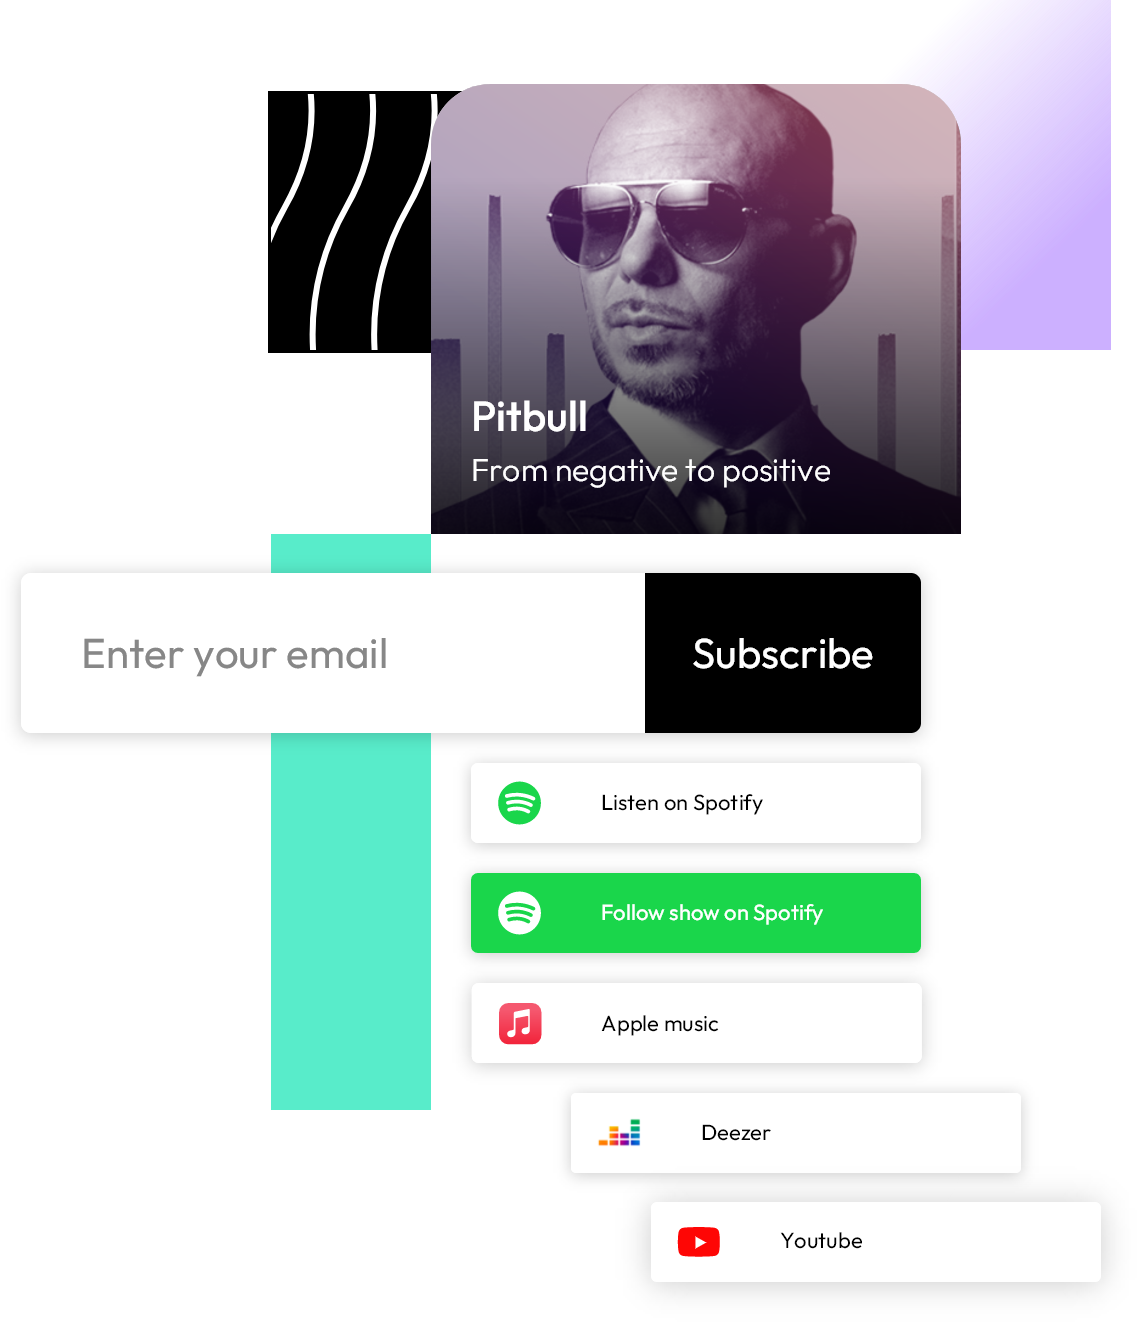 Pitbull
From negative to positive
Enter your email
Subscribe
Listen on Spotify
Follow show on Spotify
Apple music
Deezer
Youtube